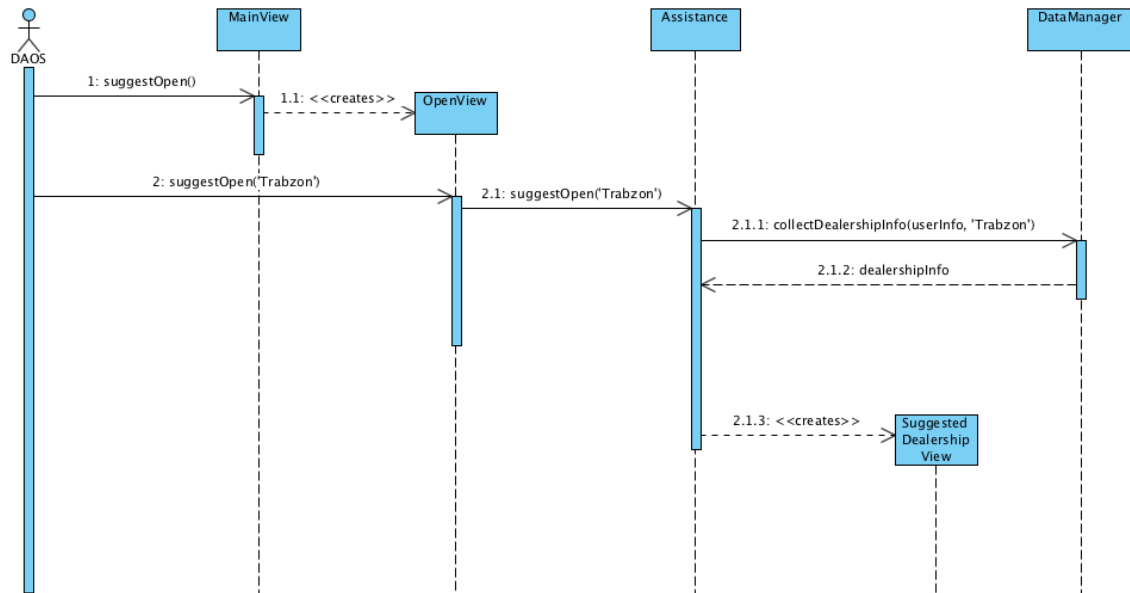 MainView
Assistance
DataManager
DAOS
1: suggestOpen()
1.1: <<creates>>
OpenView
2: suggestOpen('Trabzon')
2.1: suggestOpen('Trabzon')
2.1.1: collectDealershipInfo(userInfo, 'Trabzon')
2.1.2: dealershipInfo
2.1.3: <<creates>>
Suggested
Dealership
View